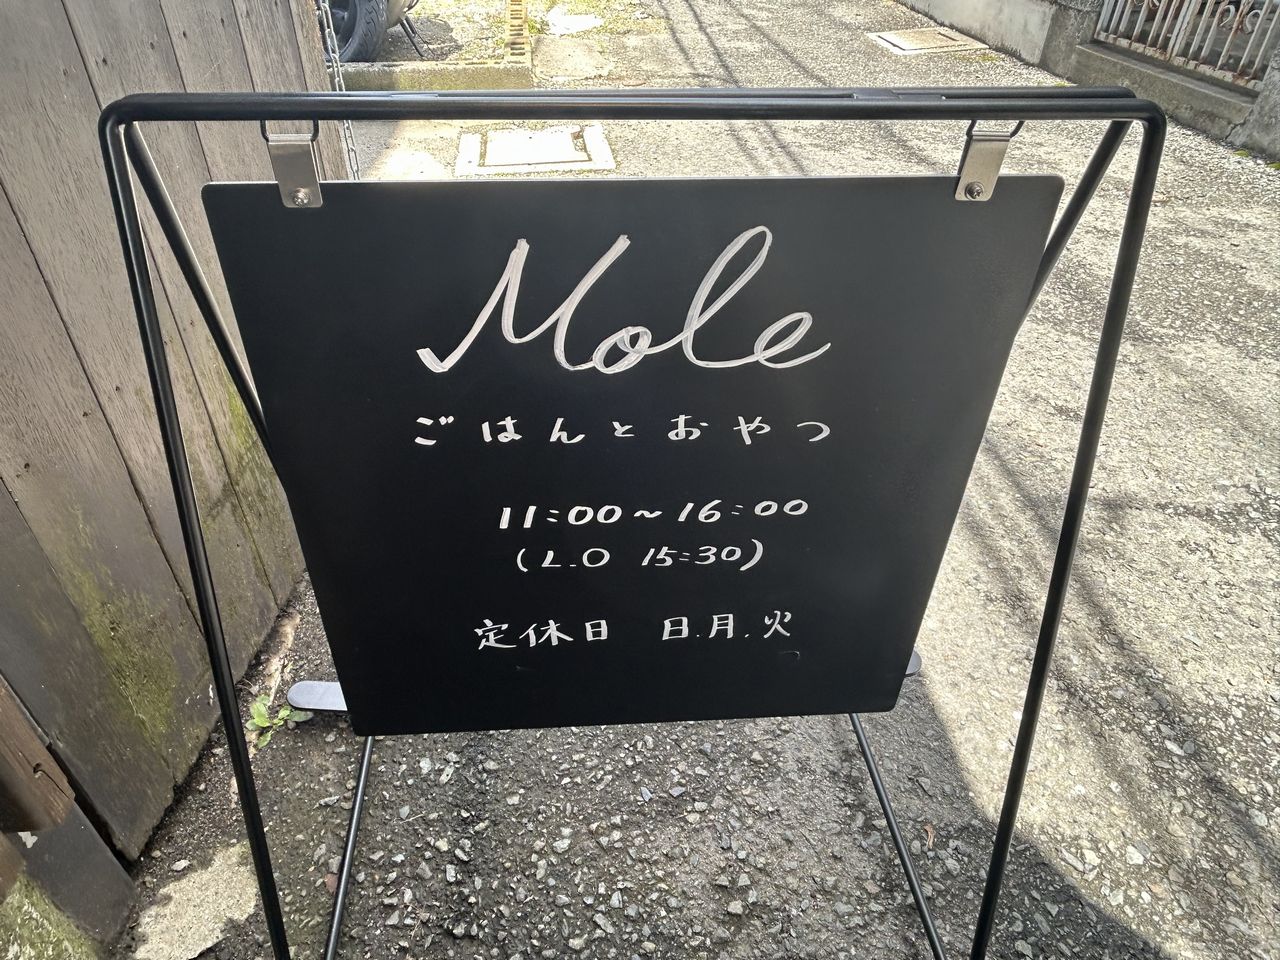 Mole
ごはんとおやつ
11:00~16:00
(L.O 15:30)
定休日 日.月.火